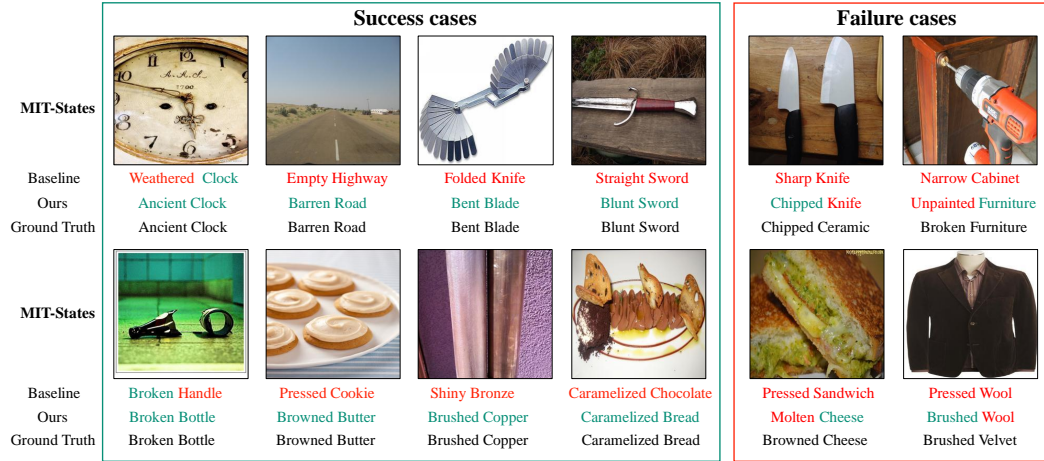 Success cases
Failure cases
MIT-States
Baseline Weathered Clock Empty Highway Folded Knife Straight Sword Sharp Knife Narrow Cabinet
Ours Ancient Clock Barren Road Bent Blade Blunt Sword Chipped Knife Unpainted Furniture
Ground Truth Ancient Clock Barren Road Bent Blade Blunt Sword Chipped Ceramic Broken Furniture
MIT-States
Baseline Broken Handle Pressed Cookie Shiny Bronze Caramelized Chocolate Pressed Sandwich Pressed Wool
Ours Broken Bottle Browned Butter Brushed Copper Caramelized Bread Molten Cheese Brushed Wool
Ground Truth Broken Bottle Browned Butter Brushed Copper Caramelized Bread Browned Cheese Brushed Velvet